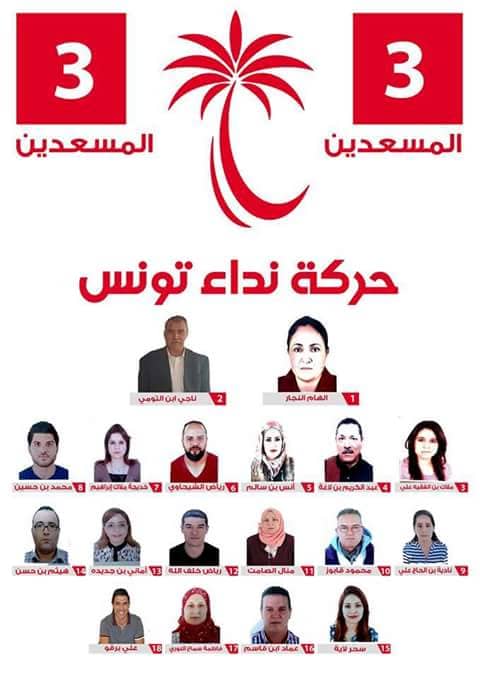 3 3
المسعدين المسعدين
حركة نداء تونس
1 الهام النجار
2 ناجي ابن التومي
3 ملاك بن الفقيه علي
4 عبد الكريم بن لاغة
5 أنس بن سالم
6 رياض الشيحاوي
7 خديجة ملاك إبراهيم
8 محمد بن حسين
9 نادية بن الحاج علي
10 محمود قابوز
11 منال الصامت
12 رياض خلف الله
13 أماني بن جديده
14 هيثم بن حسن
15 سحر لاية
16 عماد ابن قاسم
17 فاطمة سماح النوري
18 علي برقو